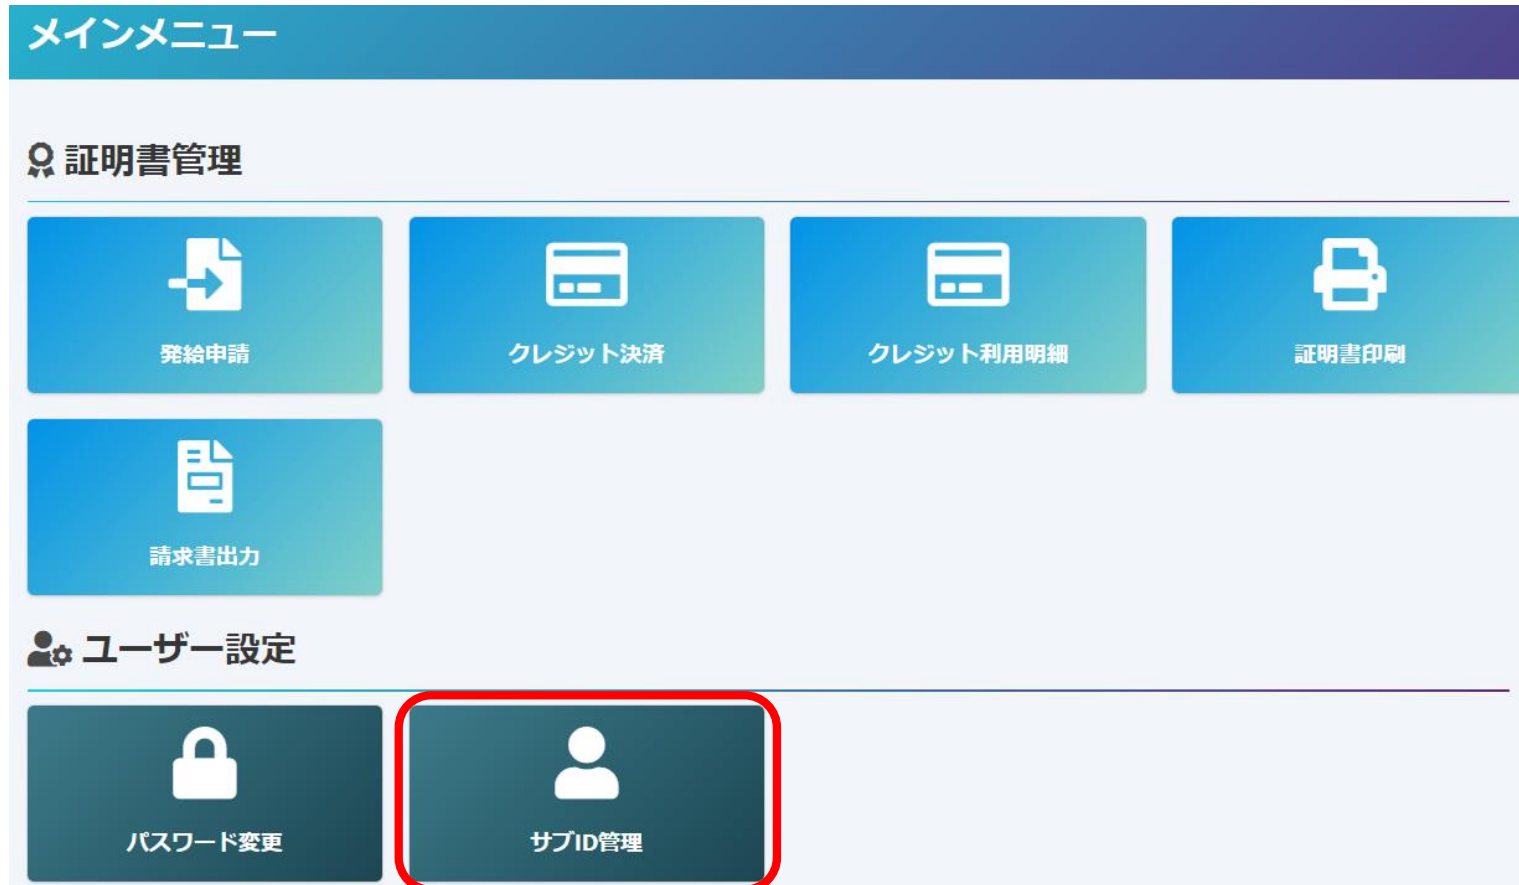 メインメニュー
証明書管理
発給申請
クレジット決済
クレジット利用明細
証明書印刷
請求書出力
ユーザー設定
パスワード変更
サブID管理